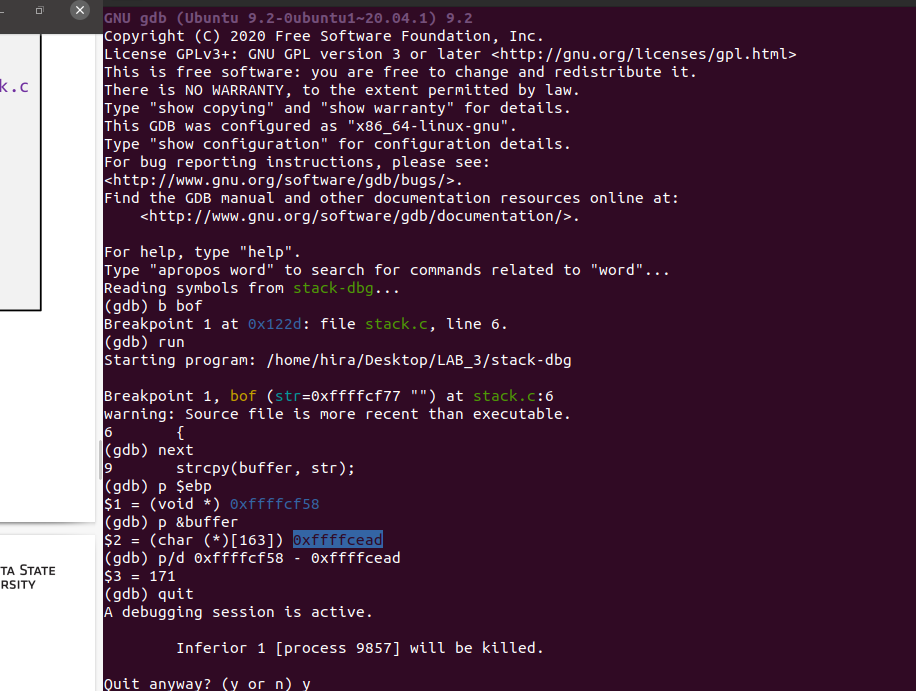 GNU gdb (Ubuntu 9.2-0ubuntu1~20.04.1) 9.2
Copyright (C) 2020 Free Software Foundation, Inc.
License GPLv3+: GNU GPL version 3 or later <http://gnu.org/licenses/gpl.html>
This is free software: you are free to change and redistribute it.
There is NO WARRANTY, to the extent permitted by law.
Type "show copying" and "show warranty" for details.
This GDB was configured as "x86_64-linux-gnu".
Type "show configuration" for configuration details.
For bug reporting instructions, please see:
<http://www.gnu.org/software/gdb/bugs/>.
Find the GDB manual and other documentation resources online at:
    <http://www.gnu.org/software/gdb/documentation/>.

For help, type "help".
Type "apropos word" to search for commands related to "word"...
Reading symbols from stack-dbg...
(gdb) b bof
Breakpoint 1 at 0x122d: file stack.c, line 6.
(gdb) run
Starting program: /home/hira/Desktop/LAB_3/stack-dbg

Breakpoint 1, bof (str=0xffffcf77 "") at stack.c:6
warning: Source file is more recent than executable.
6       {
(gdb) next
9       strcpy(buffer, str);
(gdb) p $ebp
$1 = (void *) 0xffffcf58
(gdb) p &buffer
$2 = (char (*)[163]) 0xffffcead
(gdb) p/d 0xffffcf58 - 0xffffcead
$3 = 171
(gdb) quit
A debugging session is active.

        Inferior 1 [process 9857] will be killed.

Quit anyway? (y or n) y
k.c
TA STATE
RSITY